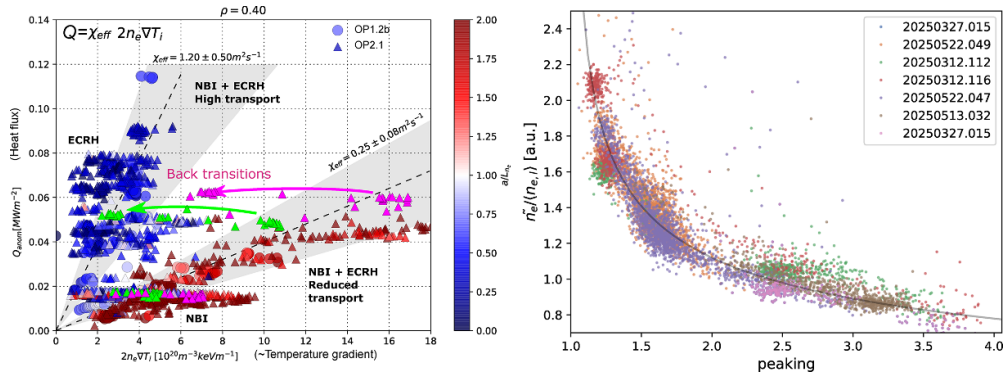 ρ = 0.40
Q=χeff 2ne∇Ti
OP1.2b
OP2.1
χeff = 1.20 ± 0.50m²s⁻¹
NBI + ECRH
High transport
ECRH
χeff = 0.25 ± 0.08m²s⁻¹
Back transitions
NBI + ECRH
Reduced
transport
NBI
(Heat flux)
Qanom[MWm⁻²]
0.14
0.12
0.10
0.08
0.06
0.04
0.02
0.00
0 2 4 6 8 10 12 14 16 18
2ne∇Ti [10²⁰m⁻³keVm⁻¹] (~Temperature gradient)
2.00
1.75
1.50
1.25
1.00
0.75
0.50
0.25
0.00
a/Lne
20250327.015
20250522.049
20250312.112
20250312.116
20250522.047
20250513.032
20250327.015
ñe/⟨ne,i⟩ [a.u.]
2.4
2.2
2.0
1.8
1.6
1.4
1.2
1.0
0.8
1.0 1.5 2.0 2.5 3.0 3.5 4.0
peaking